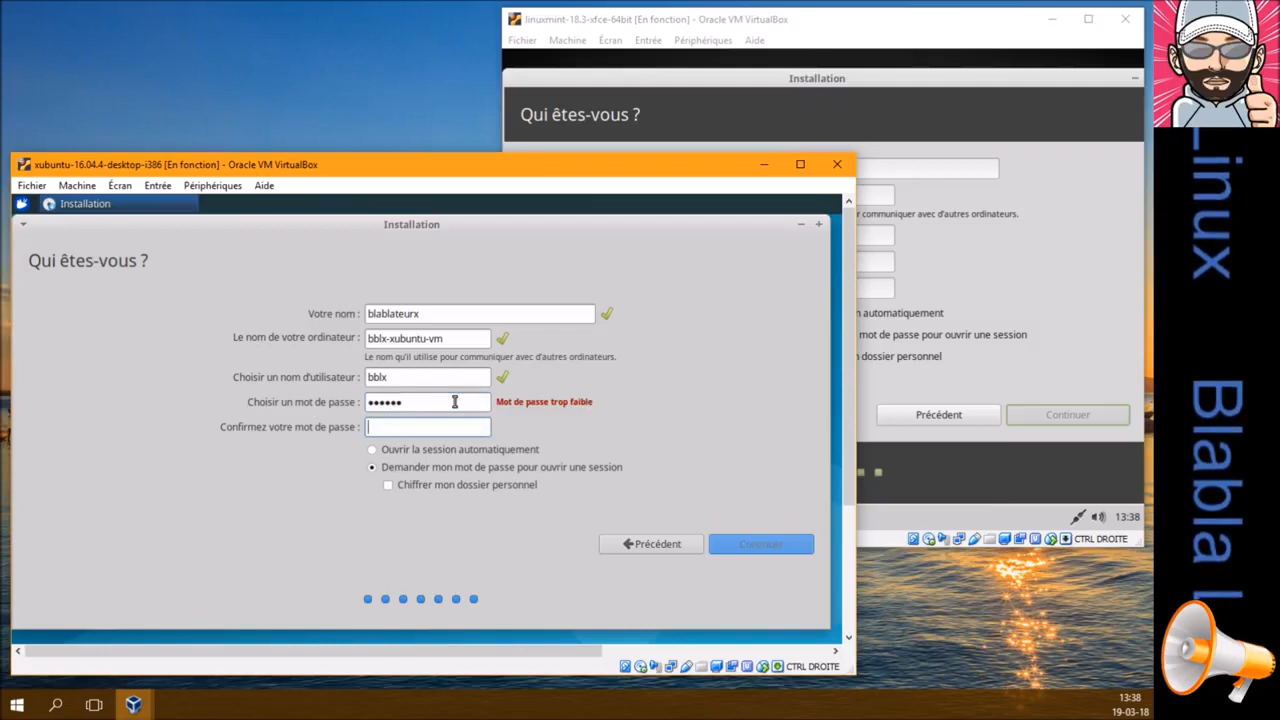 linuxmint-18.3-xfce-64bit [En fonction] - Oracle VM VirtualBox
Fichier Machine Écran Entrée Périphériques Aide
Installation
Qui êtes-vous ?
communiquer avec d'autres ordinateurs.
automatiquement
mot de passe pour ouvrir une session
dossier personnel
Précédent Continuer
13:38
CTRL DROITE
xubuntu-16.04.4-desktop-i386 [En fonction] - Oracle VM VirtualBox
Fichier Machine Écran Entrée Périphériques Aide
Installation
Installation
Qui êtes-vous ?
Votre nom : blablateurx
Le nom de votre ordinateur : bblx-xubuntu-vm
Le nom qu'il utilise pour communiquer avec d'autres ordinateurs.
Choisir un nom d'utilisateur : bblx
Choisir un mot de passe : •••••• Mot de passe trop faible
Confirmez votre mot de passe :
Ouvrir la session automatiquement
Demander mon mot de passe pour ouvrir une session
Chiffrer mon dossier personnel
Précédent Continuer
CTRL DROITE
13:38
19-03-18
Blabla Linux